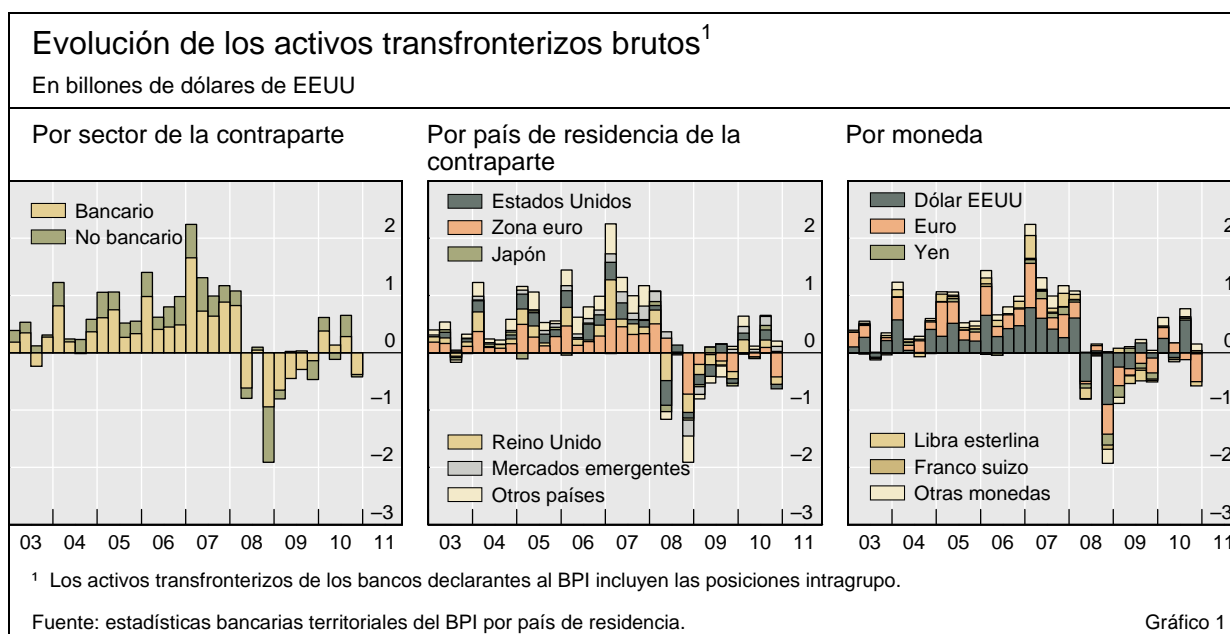 Evolución de los activos transfronterizos brutos¹
En billones de dólares de EEUU
Por sector de la contraparte
Bancario
No bancario
2
1
0
–1
–2
–3
03 04 05 06 07 08 09 10 11
Por país de residencia de la
contraparte
Estados Unidos
Zona euro
Japón
Reino Unido
Mercados emergentes
Otros países
2
1
0
–1
–2
–3
03 04 05 06 07 08 09 10 11
Por moneda
Dólar EEUU
Euro
Yen
Libra esterlina
Franco suizo
Otras monedas
2
1
0
–1
–2
–3
03 04 05 06 07 08 09 10 11
¹ Los activos transfronterizos de los bancos declarantes al BPI incluyen las posiciones intragrupo.
Fuente: estadísticas bancarias territoriales del BPI por país de residencia. Gráfico 1